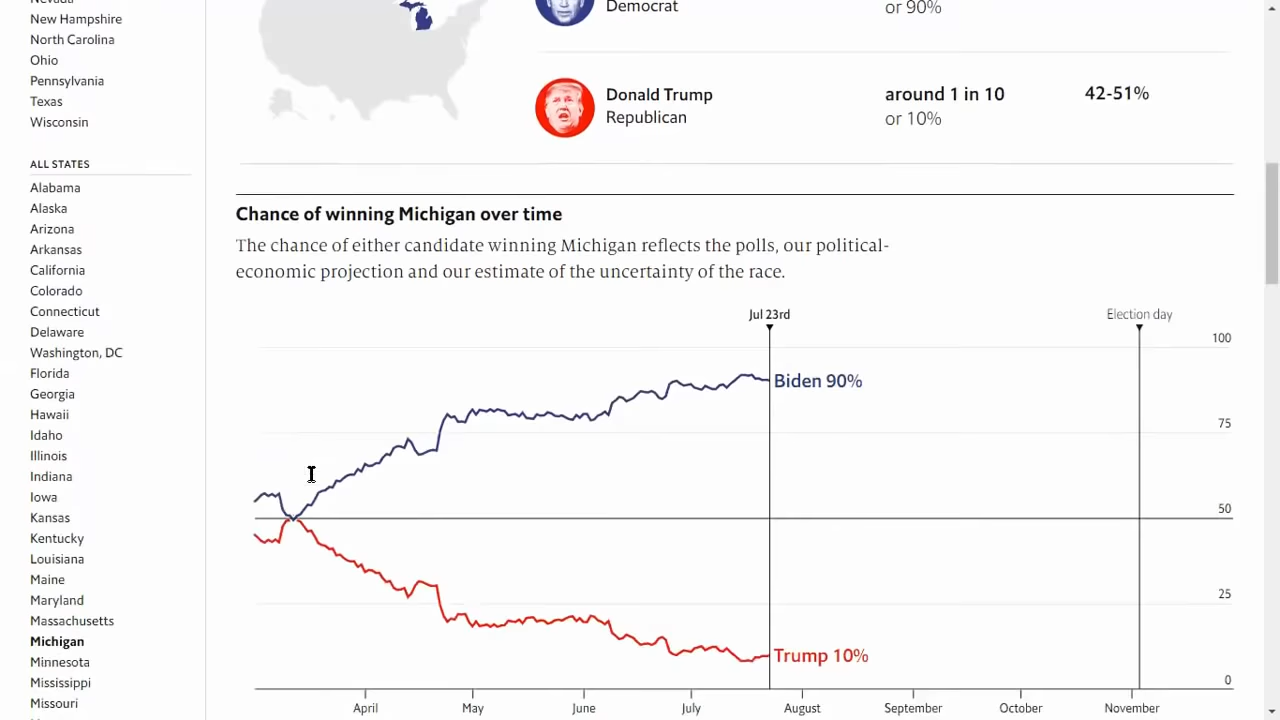 Nevada
New Hampshire
North Carolina
Ohio
Pennsylvania
Texas
Wisconsin
ALL STATES
Alabama
Alaska
Arizona
Arkansas
California
Colorado
Connecticut
Delaware
Washington, DC
Florida
Georgia
Hawaii
Idaho
Illinois
Indiana
Iowa
Kansas
Kentucky
Louisiana
Maine
Maryland
Massachusetts
Michigan
Minnesota
Mississippi
Missouri
Democrat
or 90%
Donald Trump
Republican
around 1 in 10
or 10%
42-51%
Chance of winning Michigan over time
The chance of either candidate winning Michigan reflects the polls, our political-
economic projection and our estimate of the uncertainty of the race.
Jul 23rd
Election day
100
Biden 90%
75
50
25
Trump 10%
0
April
May
June
July
August
September
October
November